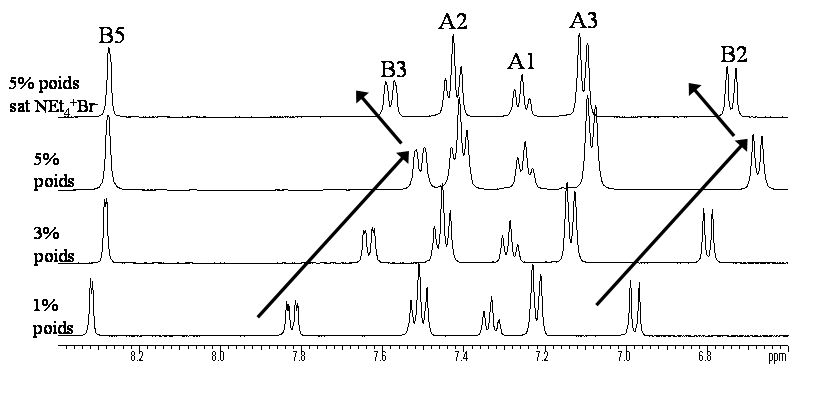 B5
B3
A2
A1
A3
B2
5% poids
sat NEt4+Br-
5%
poids
3%
poids
1%
poids
8.2 8.0 7.8 7.6 7.4 7.2 7.0 6.8 ppm